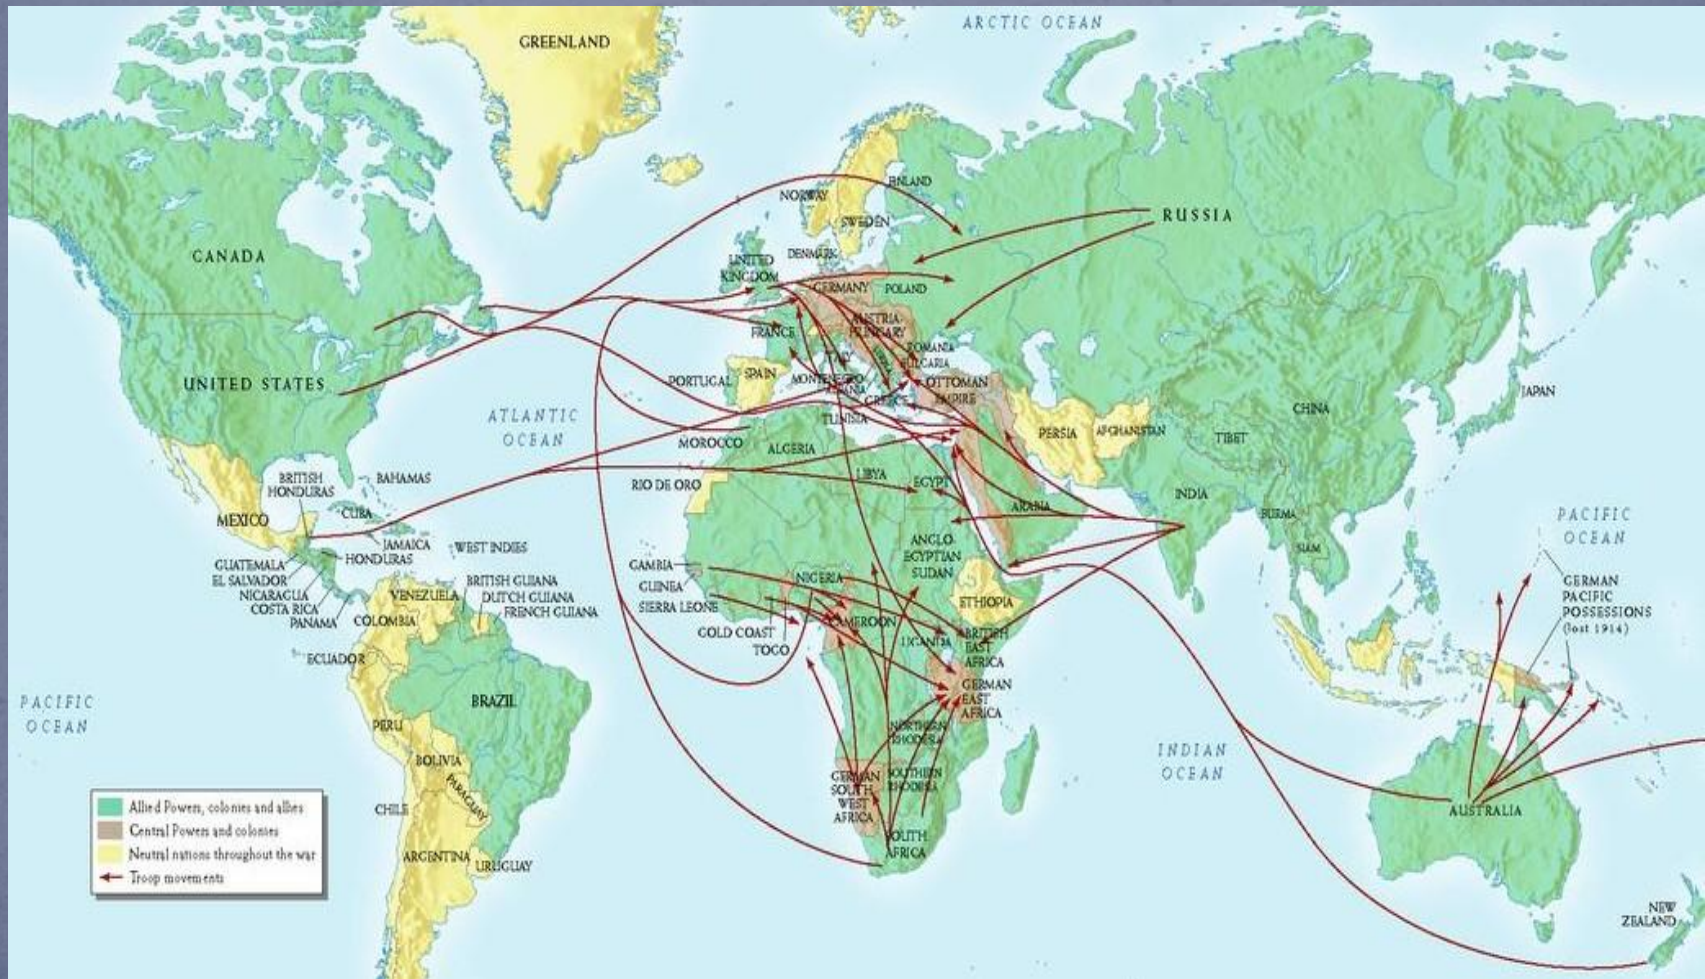 ARCTIC OCEAN
GREENLAND
NORWAY
FINLAND
SWEDEN
RUSSIA
CANADA
DENMARK
UNITED
KINGDOM
GERMANY
POLAND
FRANCE
AUSTRIA-
HUNGARY
ROMANIA
BULGARIA
ITALY
UNITED STATES
PORTUGAL
SPAIN
MONTENEGRO
ALBANIA
GREECE
OTTOMAN
EMPIRE
TUNISIA
JAPAN
CHINA
TIBET
PERSIA
AFGHANISTAN
ATLANTIC
OCEAN
MOROCCO
ALGERIA
LIBYA
EGYPT
RIO DE ORO
ARABIA
INDIA
BURMA
SIAM
BRITISH
HONDURAS
BAHAMAS
CUBA
MEXICO
JAMAICA
HONDURAS
WEST INDIES
GUATEMALA
EL SALVADOR
NICARAGUA
COSTA RICA
PANAMA
BRITISH GUIANA
DUTCH GUIANA
FRENCH GUIANA
VENEZUELA
COLOMBIA
ECUADOR
GAMBIA
GUINEA
SIERRA LEONE
GOLD COAST
TOGO
NIGERIA
CAMEROON
ANGLO-
EGYPTIAN
SUDAN
ETHIOPIA
UGANDA
BRITISH
EAST
AFRICA
GERMAN
EAST
AFRICA
PACIFIC
OCEAN
GERMAN
PACIFIC
POSSESSIONS
(lost 1914)
PACIFIC
OCEAN
BRAZIL
PERU
BOLIVIA
PARAGUAY
CHILE
ARGENTINA
URUGUAY
NORTHERN
RHODESIA
GERMAN
SOUTH
WEST
AFRICA
SOUTHERN
RHODESIA
SOUTH
AFRICA
INDIAN
OCEAN
AUSTRALIA
NEW
ZEALAND
Allied Powers, colonies and allies
Central Powers and colonies
Neutral nations throughout the war
Troop movements